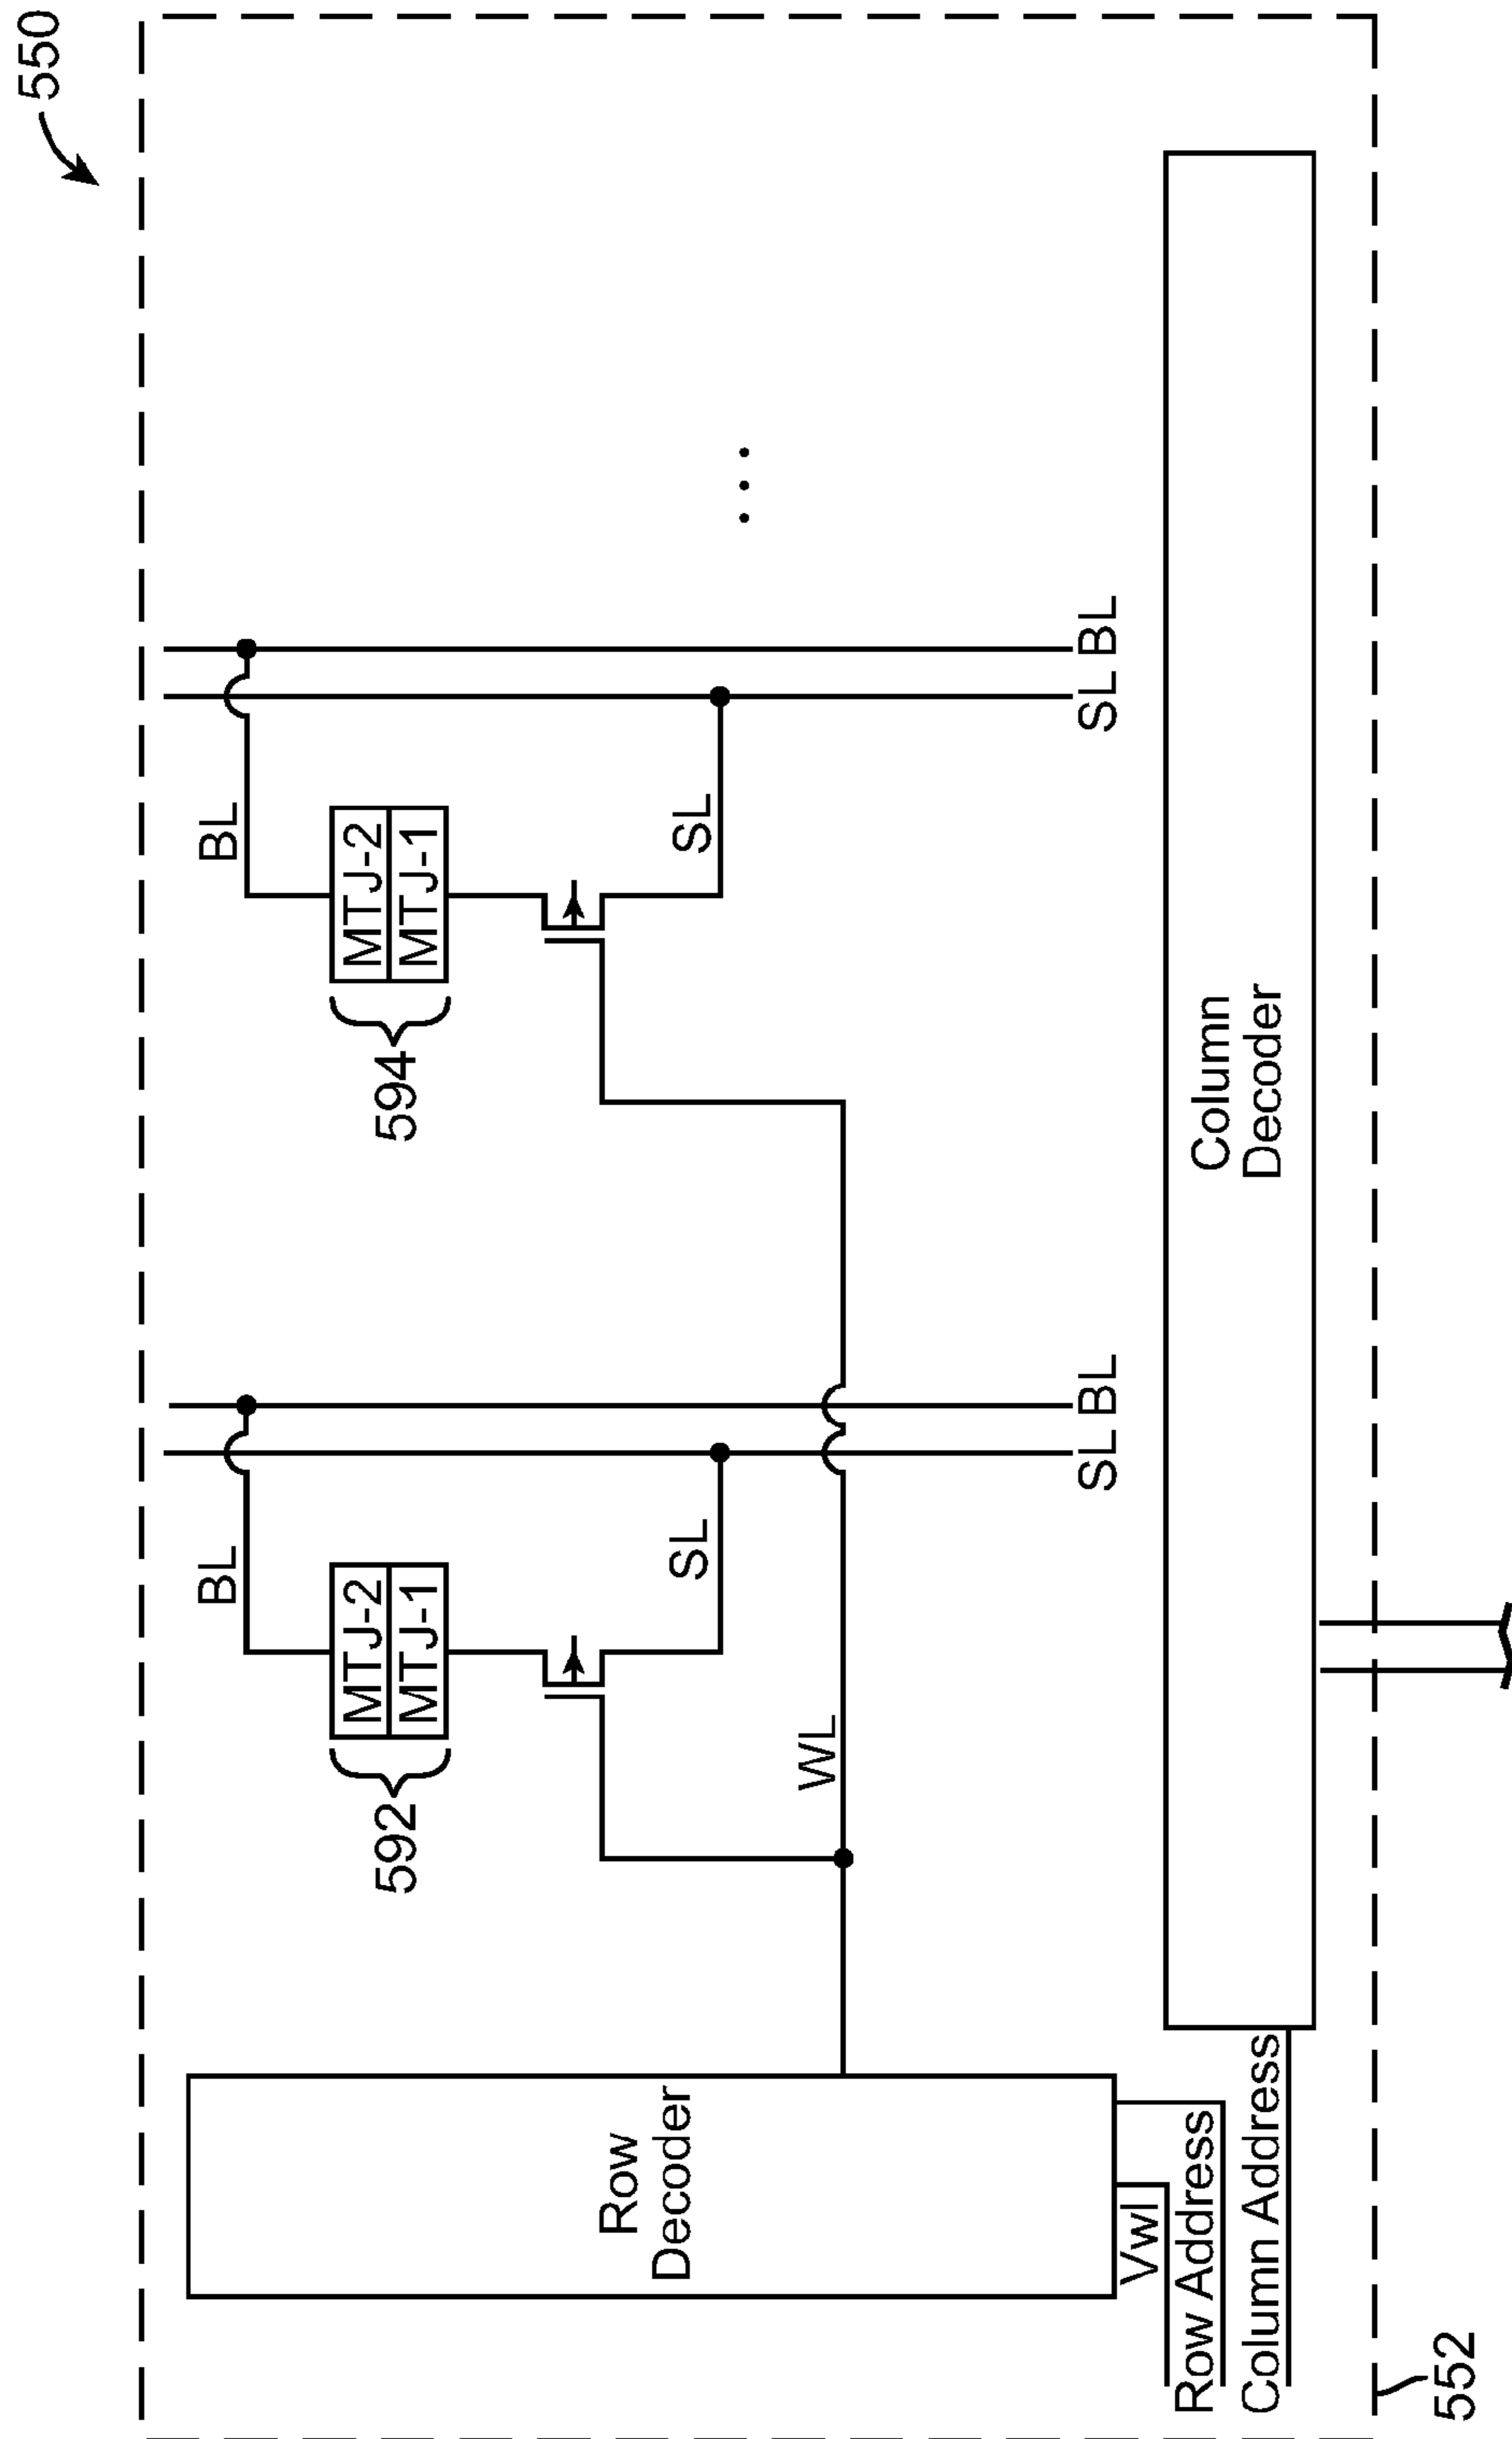 550
BL
BL
MTJ-2
MTJ-1
MTJ-2
MTJ-1
592
594
SL
SL
WL
Row
Decoder
SL
BL
SL
BL
Vwl
Row Address
Column Address
Column
Decoder
552